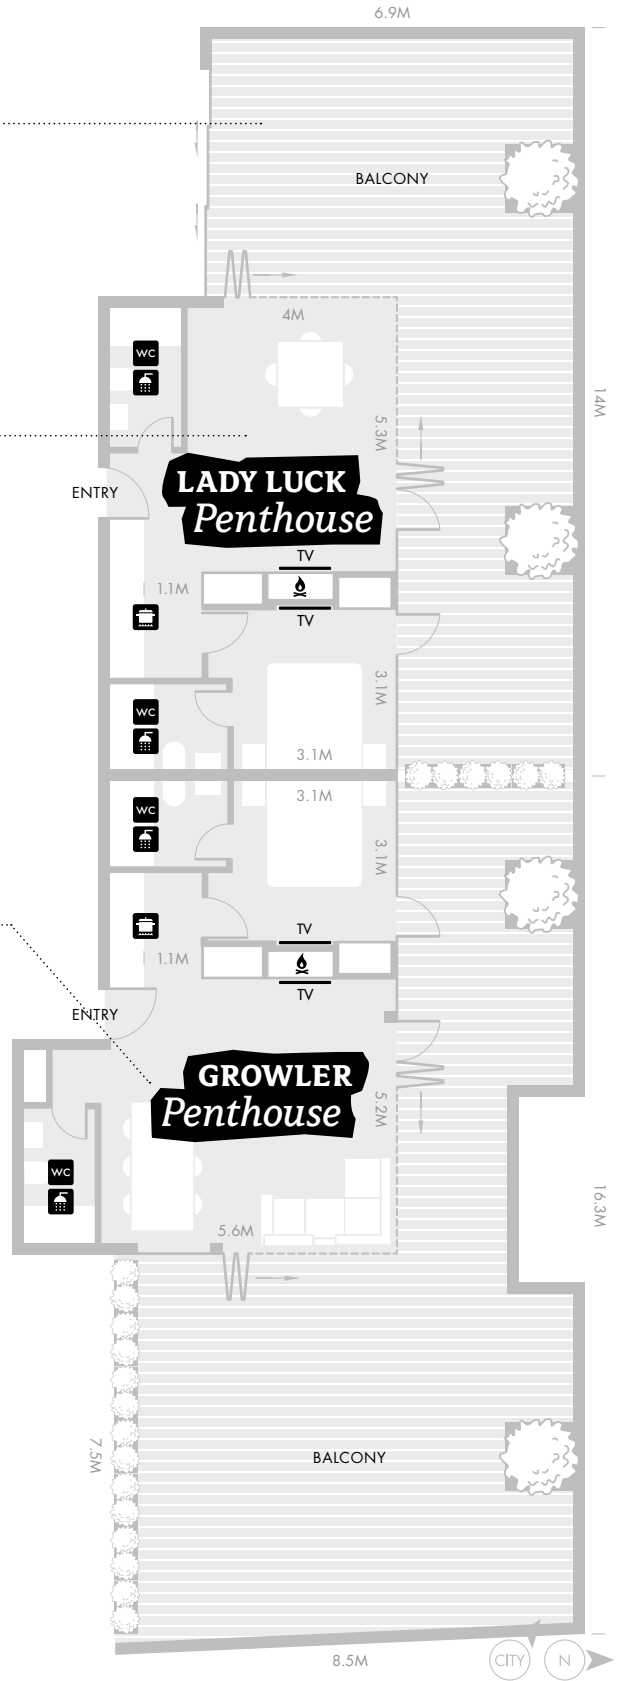 6.9M
BALCONY
4M
WC
14M
5.3M
LADY LUCK
Penthouse
ENTRY
TV
1.1M
TV
3.1M
WC
3.1M
3.1M
WC
3.1M
TV
1.1M
TV
ENTRY
GROWLER
Penthouse
5.2M
WC
16.3M
5.6M
BALCONY
7.5M
8.5M
CITY
N